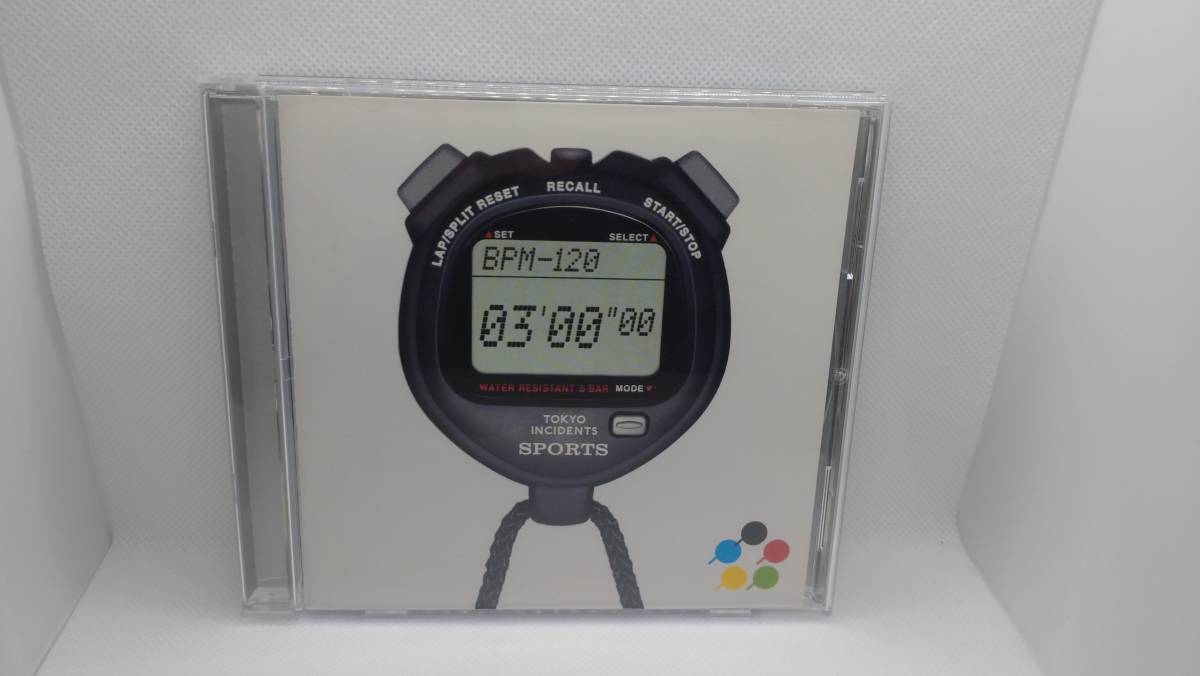 LAP/SPLIT RESET
RECALL
START/STOP
▲SET
SELECT▲
BPM-120
03'00"00
WATER RESISTANT 5 BAR
MODE▼
TOKYO
INCIDENTS
SPORTS